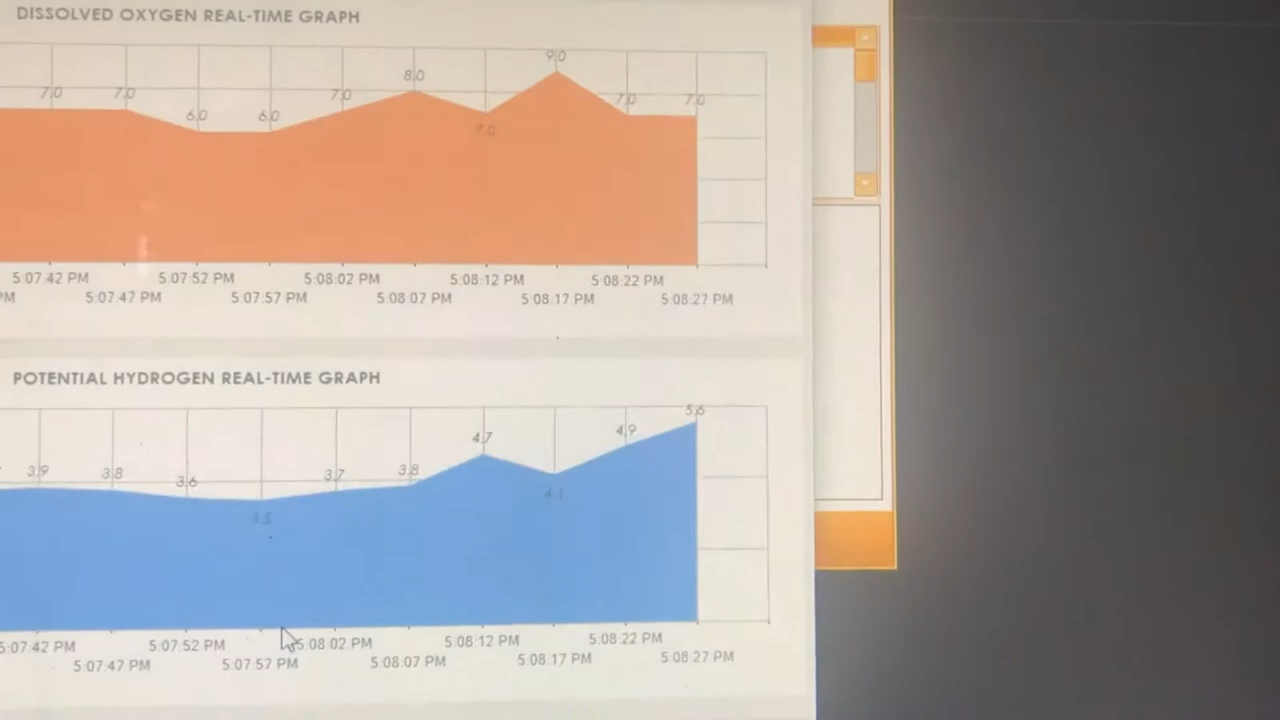 DISSOLVED OXYGEN REAL-TIME GRAPH
9.0
8.0
7.0 7.0 7.0 7.0 7.0
6.0 6.0
7.0
5:07:42 PM 5:07:52 PM 5:08:02 PM 5:08:12 PM 5:08:22 PM
PM 5:07:47 PM 5:07:57 PM 5:08:07 PM 5:08:17 PM 5:08:27 PM
POTENTIAL HYDROGEN REAL-TIME GRAPH
5.6
4.7 4.9
3.9 3.8 3.6 3.7 3.8
4.1
3.5
5:07:42 PM 5:07:52 PM 5:08:02 PM 5:08:12 PM 5:08:22 PM
5:07:47 PM 5:07:57 PM 5:08:07 PM 5:08:17 PM 5:08:27 PM